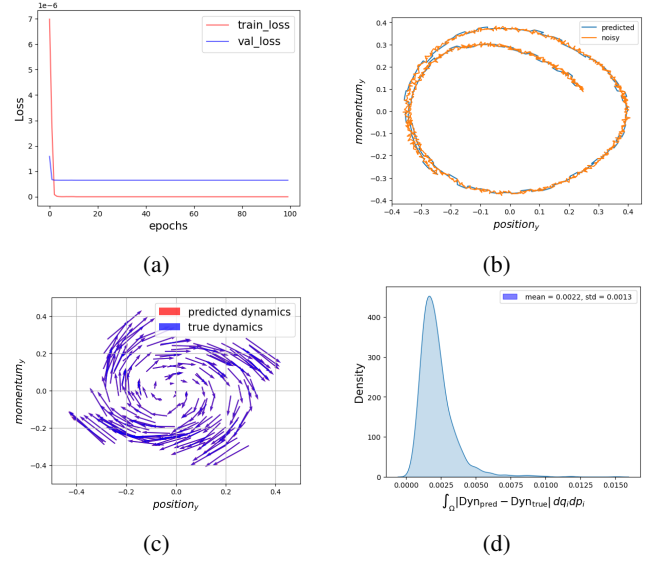 1e−6
7
6
5
4
3
2
1
0
Loss
train_loss
val_loss
0 20 40 60 80 100
epochs
(a)
0.4
0.3
0.2
0.1
0.0
−0.1
−0.2
−0.3
−0.4
momentum_y
predicted
noisy
−0.4 −0.3 −0.2 −0.1 0.0 0.1 0.2 0.3 0.4
position_y
(b)
0.4
0.2
0.0
−0.2
−0.4
momentum_y
predicted dynamics
true dynamics
−0.4 −0.2 0.0 0.2 0.4
position_y
(c)
400
300
200
100
0
Density
mean = 0.0022, std = 0.0013
0.0000 0.0025 0.0050 0.0075 0.0100 0.0125 0.0150
∫_Ω |Dyn_pred − Dyn_true| dq_i dp_i
(d)